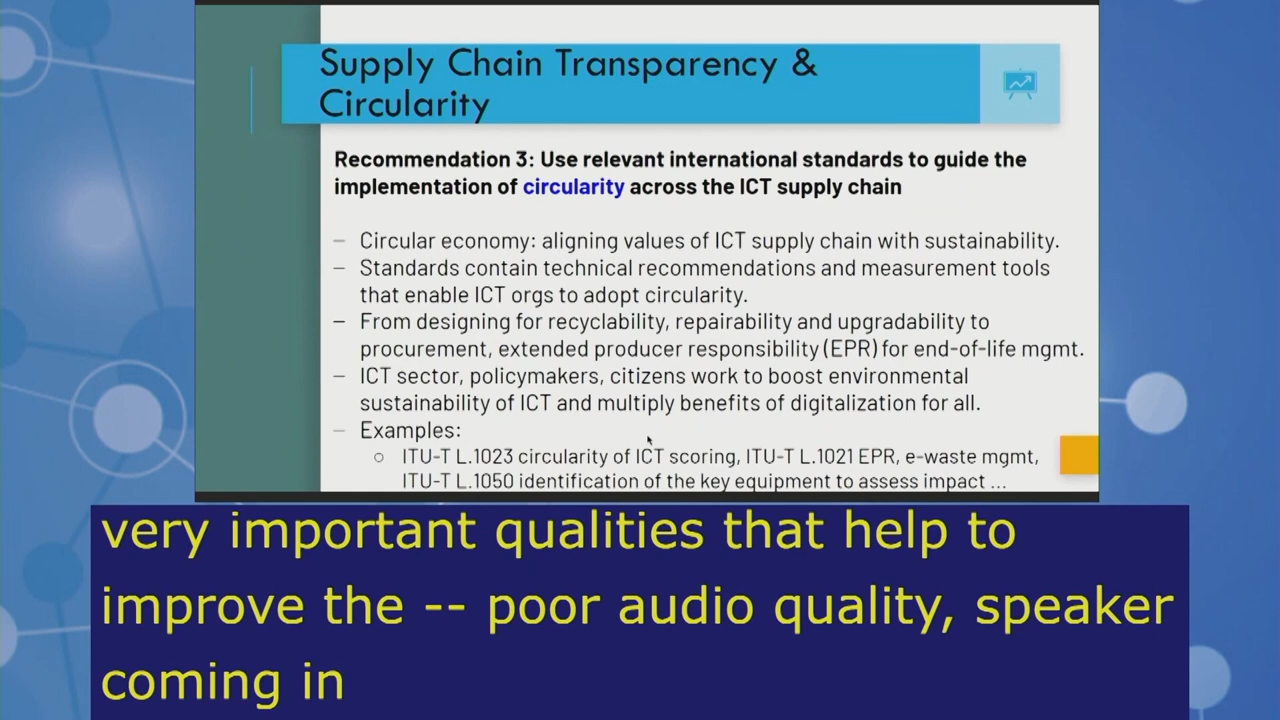 Supply Chain Transparency &
Circularity
Recommendation 3: Use relevant international standards to guide the
implementation of circularity across the ICT supply chain
– Circular economy: aligning values of ICT supply chain with sustainability.
– Standards contain technical recommendations and measurement tools
that enable ICT orgs to adopt circularity.
– From designing for recyclability, repairability and upgradability to
procurement, extended producer responsibility (EPR) for end-of-life mgmt.
– ICT sector, policymakers, citizens work to boost environmental
sustainability of ICT and multiply benefits of digitalization for all.
– Examples:
○ ITU-T L.1023 circularity of ICT scoring, ITU-T L.1021 EPR, e-waste mgmt,
ITU-T L.1050 identification of the key equipment to assess impact ...
very important qualities that help to
improve the -- poor audio quality, speaker
coming in